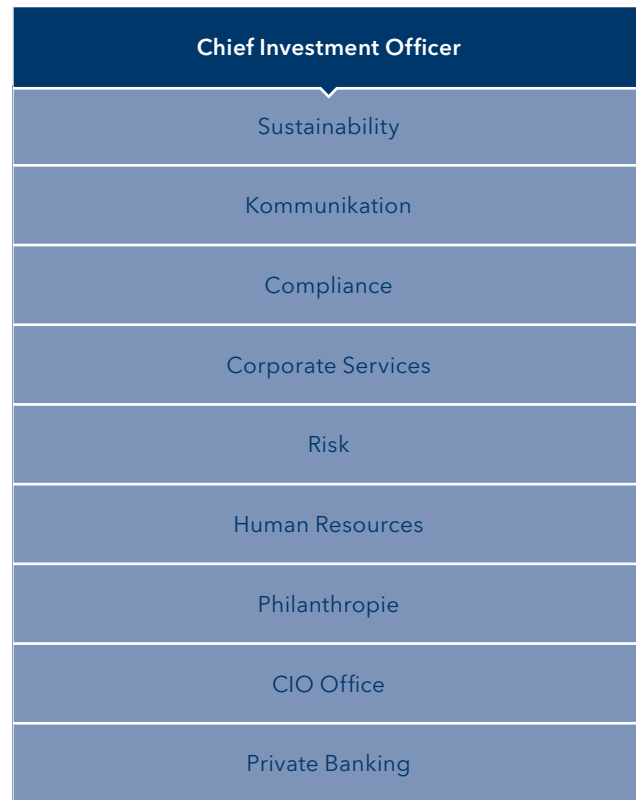 Chief Investment Officer
Sustainability
Kommunikation
Compliance
Corporate Services
Risk
Human Resources
Philanthropie
CIO Office
Private Banking